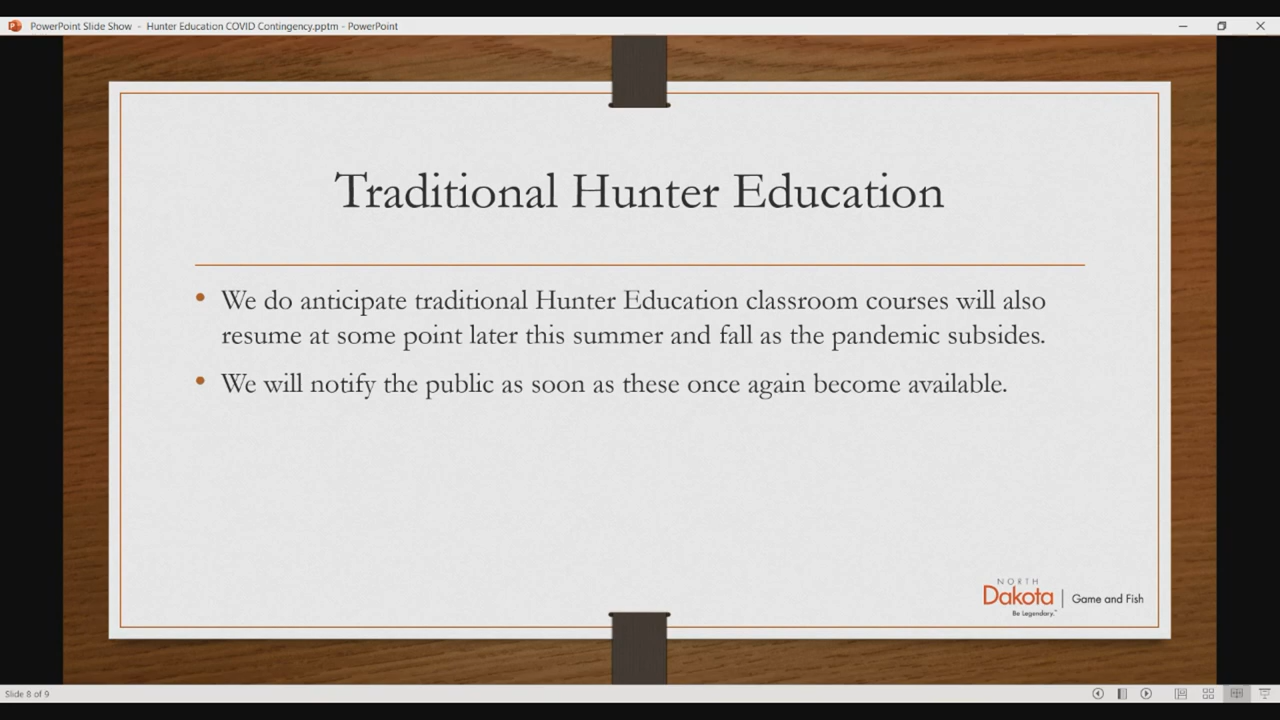 PowerPoint Slide Show - Hunter Education COVID Contingency.pptm - PowerPoint
Traditional Hunter Education
• We do anticipate traditional Hunter Education classroom courses will also
resume at some point later this summer and fall as the pandemic subsides.
• We will notify the public as soon as these once again become available.
NORTH
Dakota | Game and Fish
Be Legendary.™
Slide 8 of 9